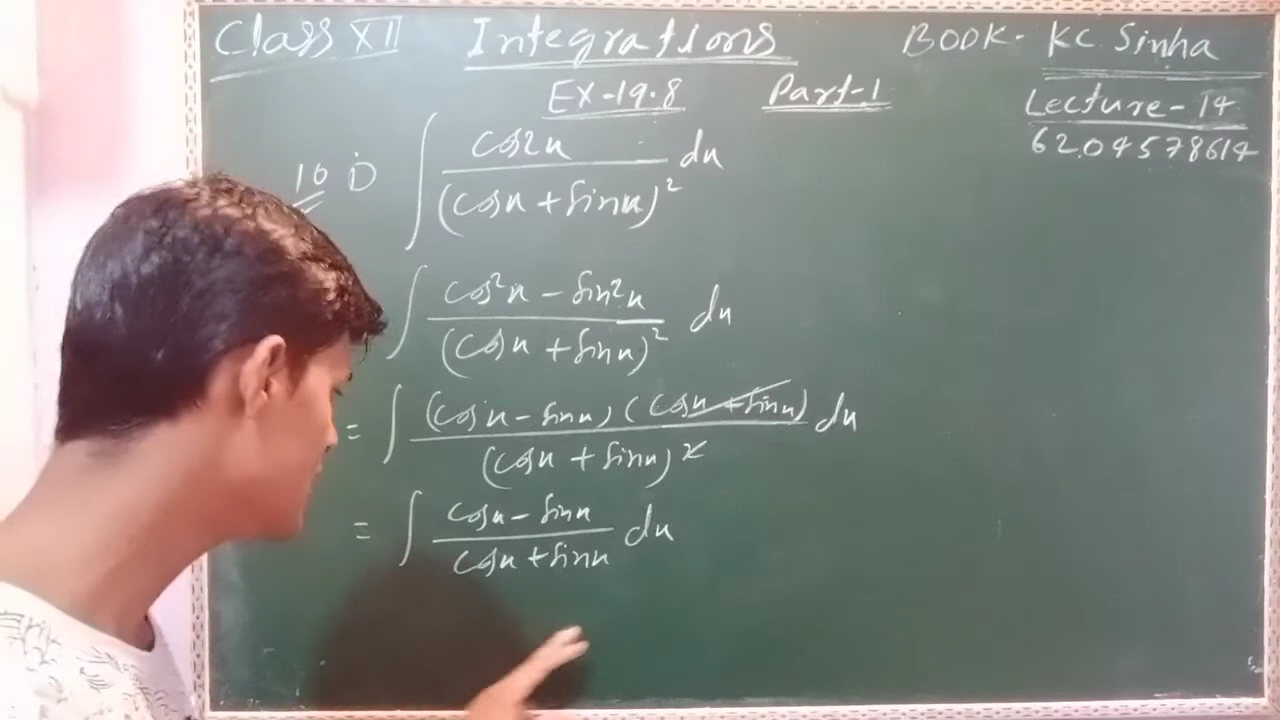 Class XII Integrations BOOK- KC Sinha
EX-19.8 Part-1 Lecture-14
6204578614
10 i) ∫ cos2x / (cosx + sinx)² dx
∫ cos²x - sin²x / (cosx + sinx)² dx
= ∫ (cosx - sinx) (cosx + sinx) / (cosx + sinx)² dx
= ∫ cosx - sinx / cosx + sinx dx